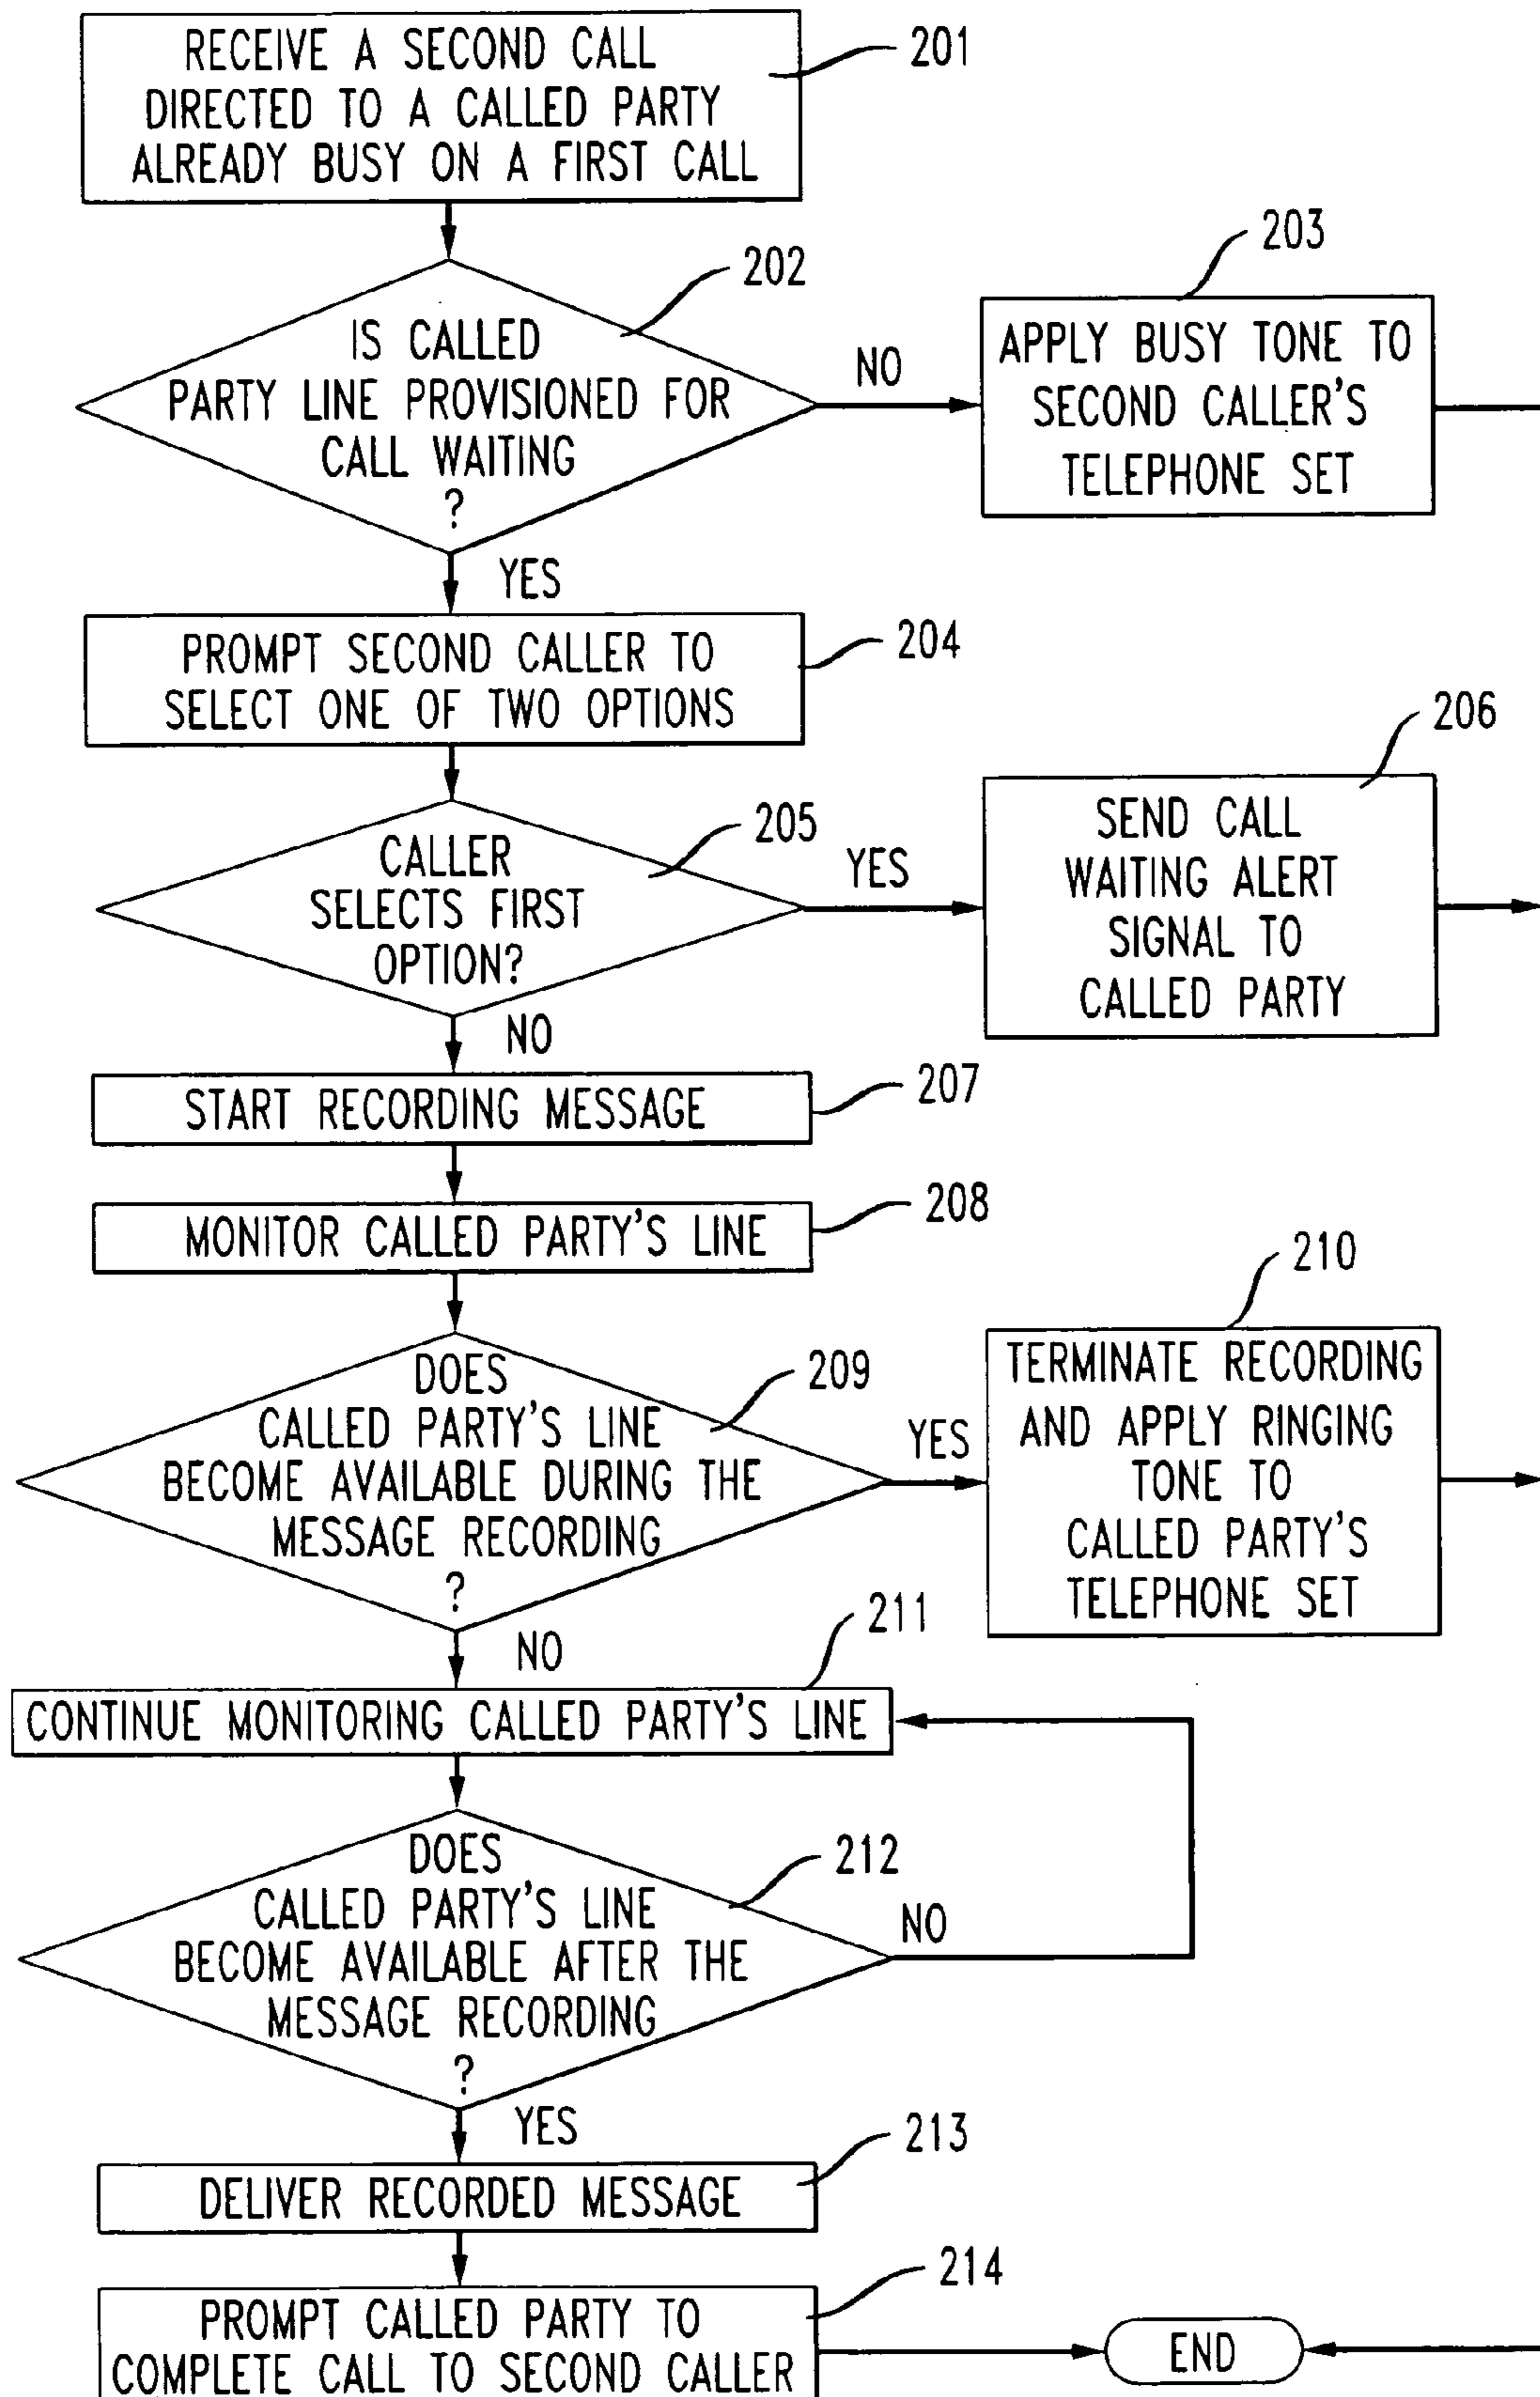 RECEIVE A SECOND CALL
DIRECTED TO A CALLED PARTY
ALREADY BUSY ON A FIRST CALL
201
202
IS CALLED
PARTY LINE PROVISIONED FOR
CALL WAITING
?
NO
203
APPLY BUSY TONE TO
SECOND CALLER'S
TELEPHONE SET
YES
PROMPT SECOND CALLER TO
SELECT ONE OF TWO OPTIONS
204
205
CALLER
SELECTS FIRST
OPTION?
YES
206
SEND CALL
WAITING ALERT
SIGNAL TO
CALLED PARTY
NO
START RECORDING MESSAGE
207
MONITOR CALLED PARTY'S LINE
208
209
DOES
CALLED PARTY'S LINE
BECOME AVAILABLE DURING THE
MESSAGE RECORDING
?
YES
210
TERMINATE RECORDING
AND APPLY RINGING
TONE TO
CALLED PARTY'S
TELEPHONE SET
NO
211
CONTINUE MONITORING CALLED PARTY'S LINE
212
DOES
CALLED PARTY'S LINE
BECOME AVAILABLE AFTER THE
MESSAGE RECORDING
?
NO
YES
213
DELIVER RECORDED MESSAGE
214
PROMPT CALLED PARTY TO
COMPLETE CALL TO SECOND CALLER
END